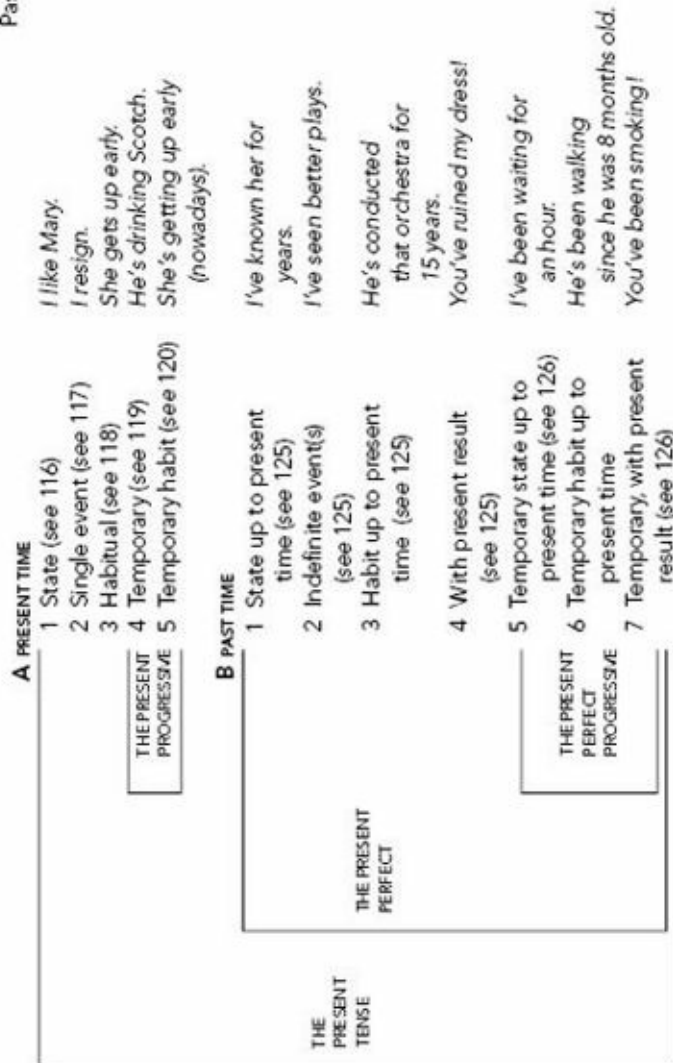 Pa
A PRESENT TIME
1 State (see 116)
I like Mary.
2 Single event (see 117)
I resign.
3 Habitual (see 118)
She gets up early.
THE PRESENT
PROGRESSIVE
4 Temporary (see 119)
He's drinking Scotch.
5 Temporary habit (see 120)
She's getting up early
(nowadays).
B PAST TIME
THE
PRESENT
TENSE
THE PRESENT
PERFECT
1 State up to present
time (see 125)
I've known her for
years.
2 Indefinite event(s)
(see 125)
I've seen better plays.
3 Habit up to present
time (see 125)
He's conducted
that orchestra for
15 years.
4 With present result
(see 125)
You've ruined my dress!
THE PRESENT
PERFECT
PROGRESSIVE
5 Temporary state up to
present time (see 126)
I've been waiting for
an hour.
6 Temporary habit up to
present time
He's been walking
since he was 8 months old.
7 Temporary, with present
result (see 126)
You've been smoking!